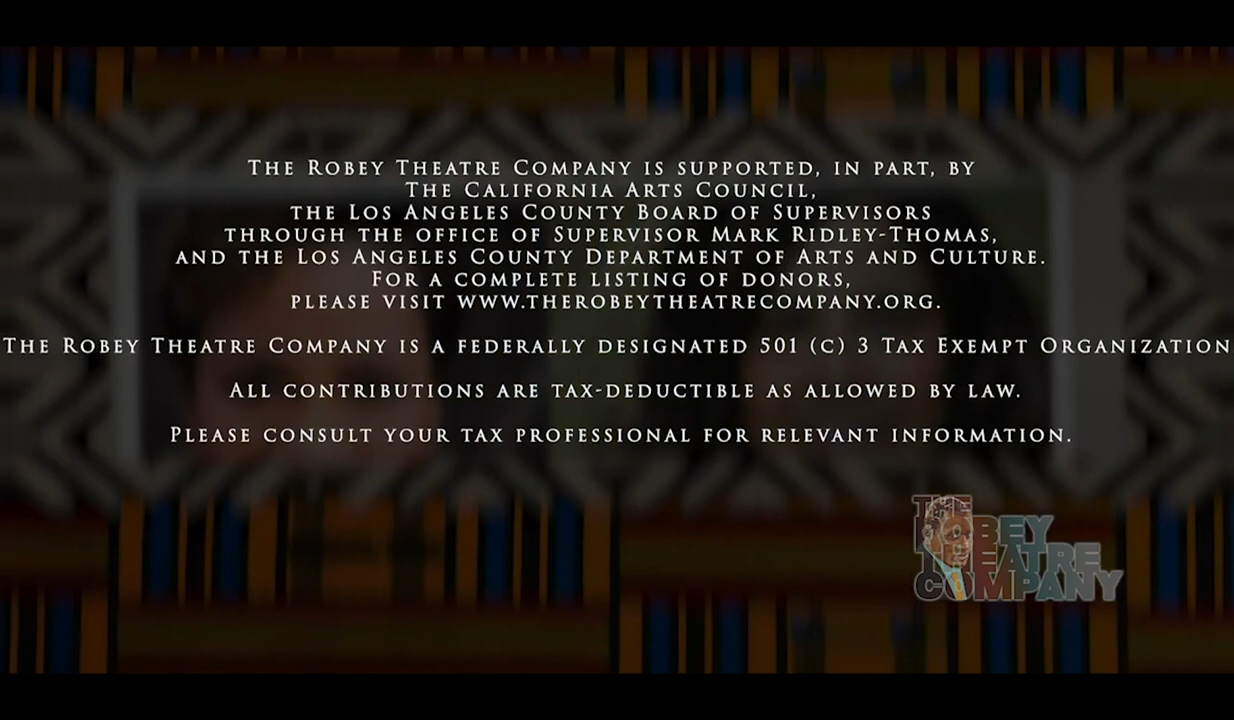 The Robey Theatre Company is supported, in part, by
The California Arts Council,
the Los Angeles County Board of Supervisors
through the office of Supervisor Mark Ridley-Thomas,
and the Los Angeles County Department of Arts and Culture.
For a complete listing of donors,
please visit www.therobeytheatrecompany.org.
The Robey Theatre Company is a federally designated 501 (c) 3 Tax Exempt Organization
All contributions are tax-deductible as allowed by law.
Please consult your tax professional for relevant information.
THE
ROBEY
THEATRE
COMPANY